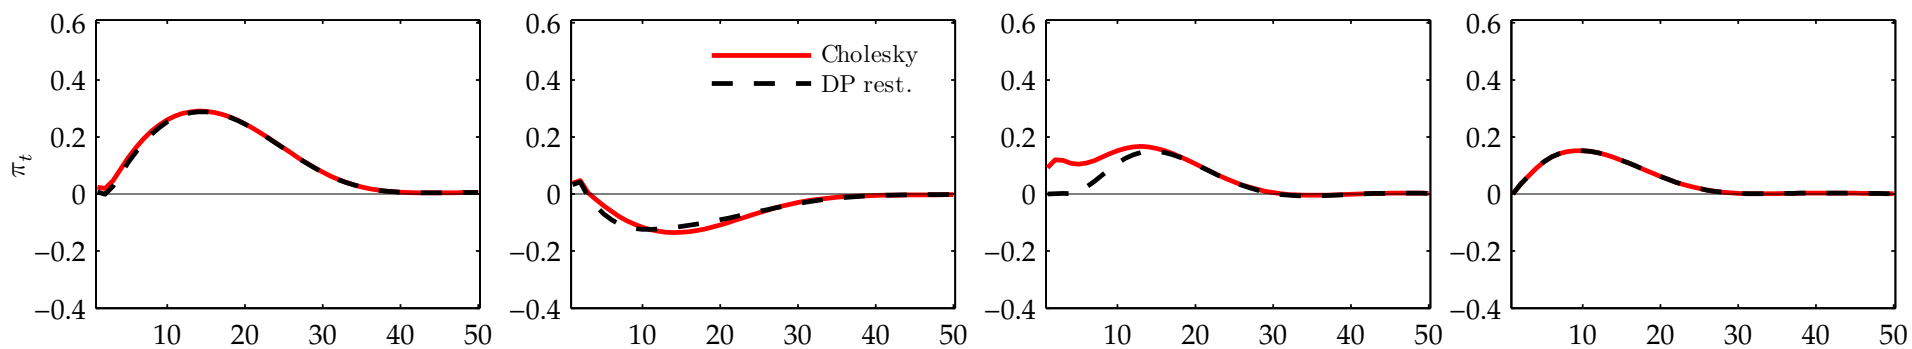 0.6 0.6 0.6 0.6
Cholesky
0.4 0.4 0.4 0.4
DP rest.
0.2 0.2 0.2 0.2
πt
0 0 0 0
−0.2 −0.2 −0.2 −0.2
−0.4 −0.4 −0.4 −0.4
10 20 30 40 50 10 20 30 40 50 10 20 30 40 50 10 20 30 40 50